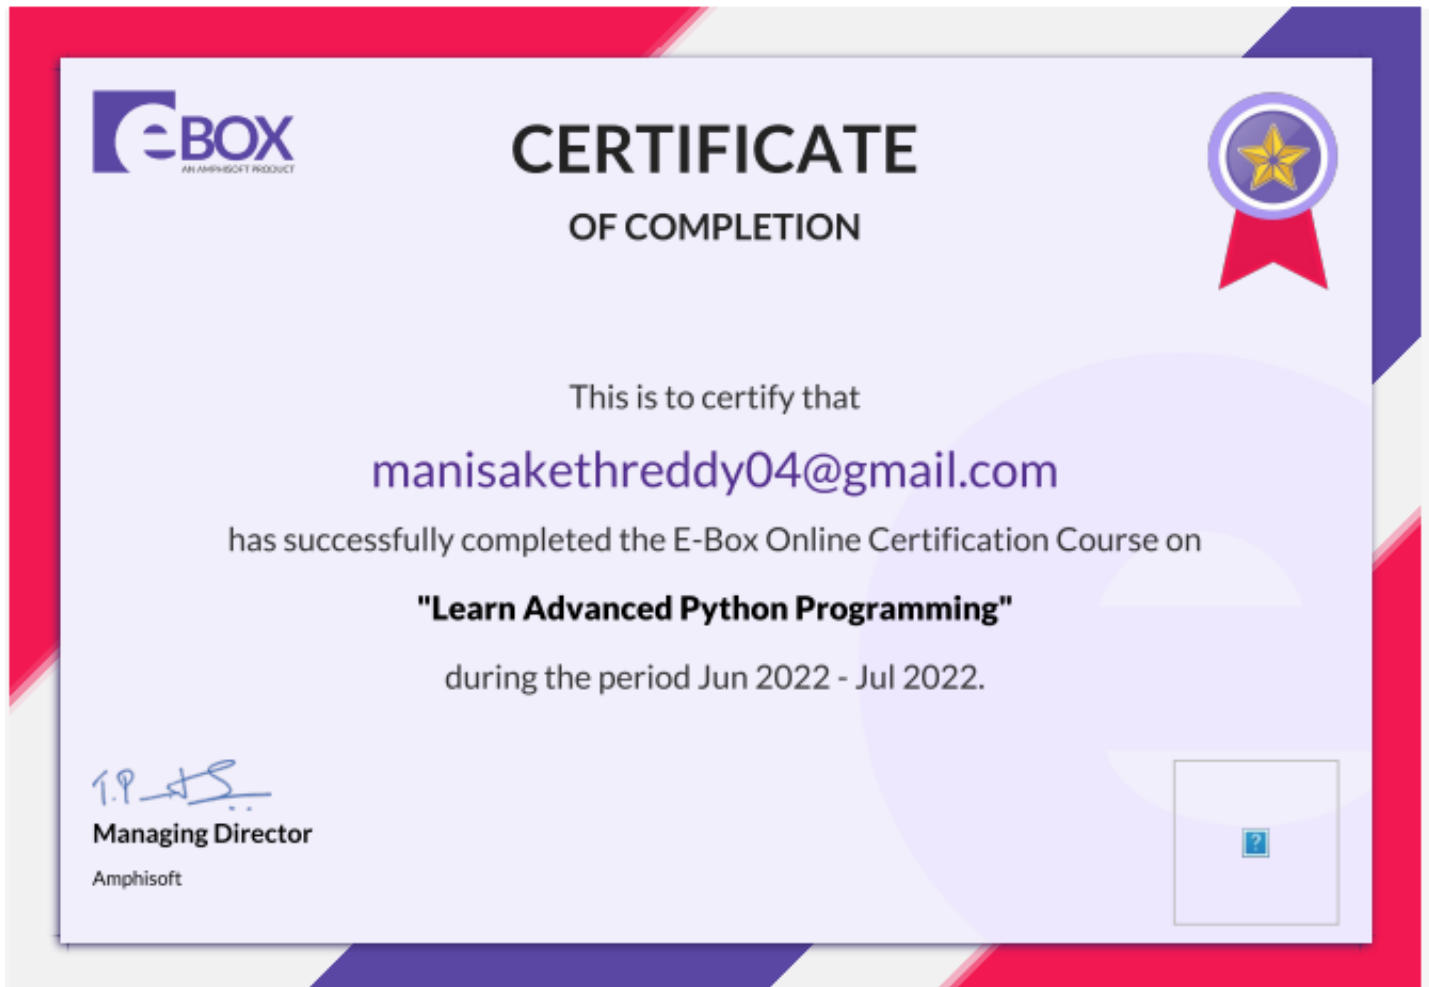 eBOX
AN AMPHISOFT PRODUCT
CERTIFICATE
OF COMPLETION
This is to certify that
manisakethreddy04@gmail.com
has successfully completed the E-Box Online Certification Course on
"Learn Advanced Python Programming"
during the period Jun 2022 - Jul 2022.
T.P
Managing Director
Amphisoft
?